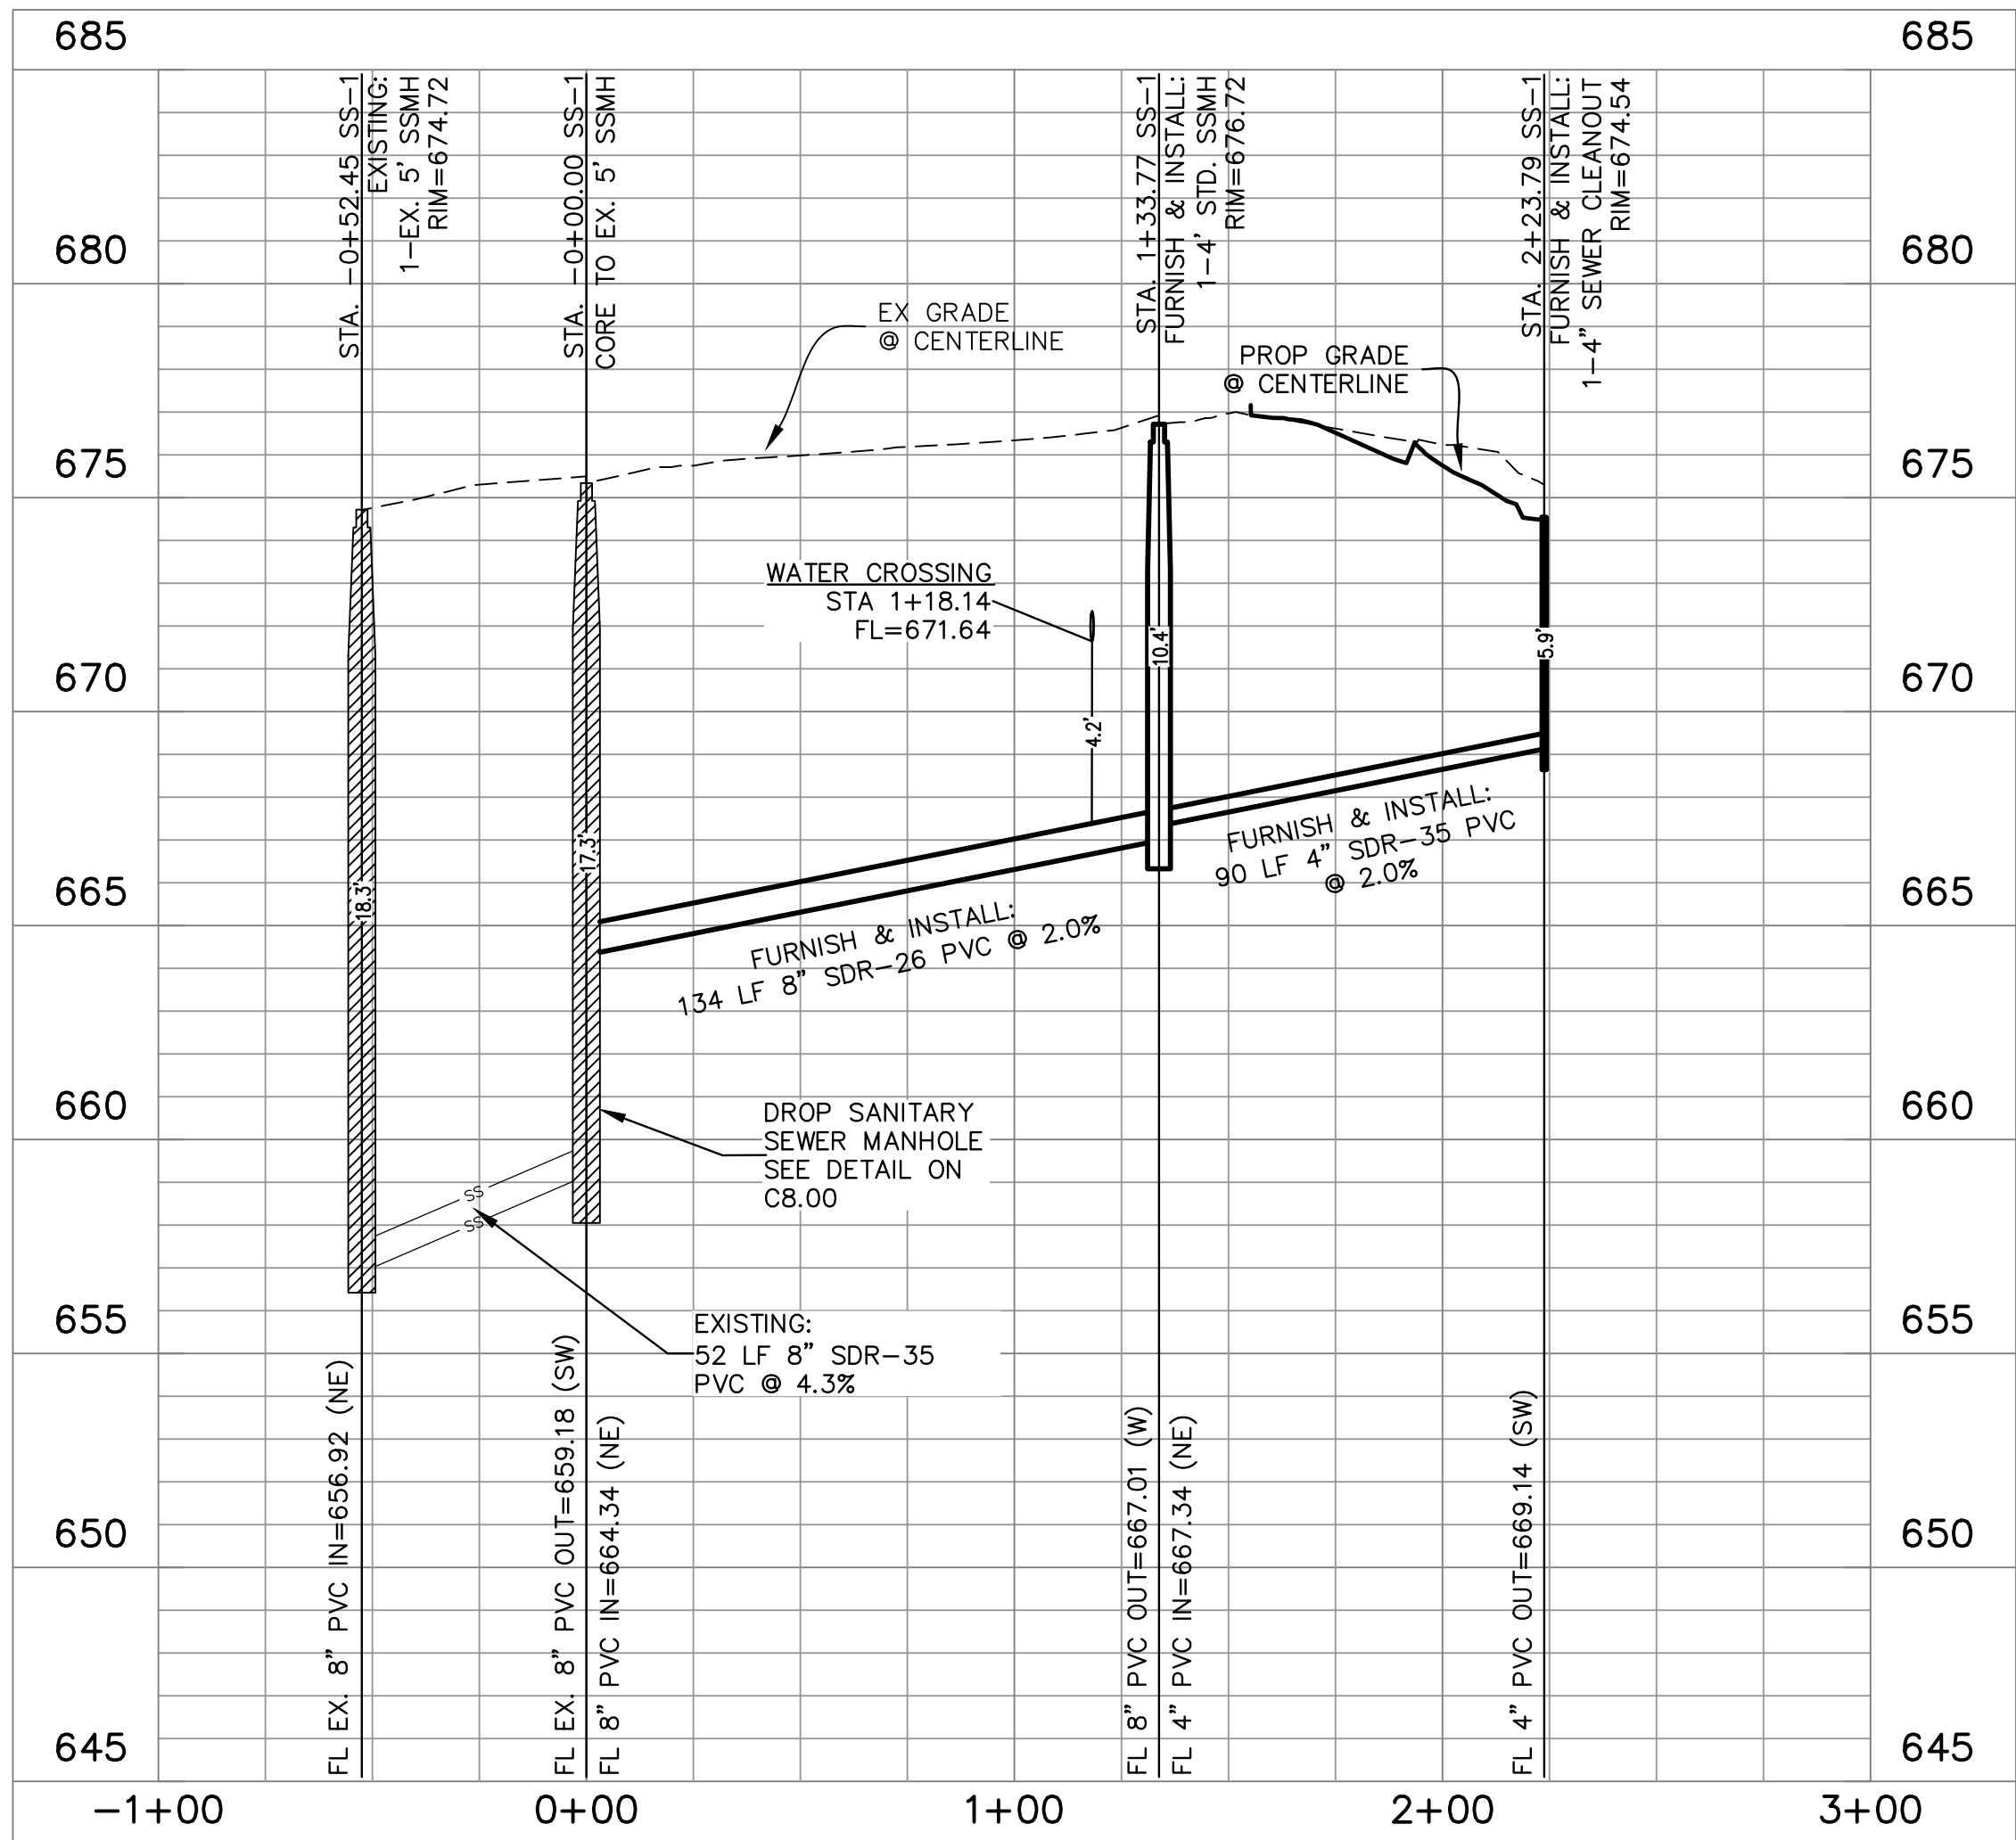 685
685
STA. -0+52.45 SS-1
EXISTING:
1-EX. 5' SSMH
RIM=674.72
STA. -0+00.00 SS-1
CORE TO EX. 5' SSMH
STA. 1+33.77 SS-1
FURNISH & INSTALL:
1-4' STD. SSMH
RIM=676.72
STA. 2+23.79 SS-1
FURNISH & INSTALL:
1-4" SEWER CLEANOUT
RIM=674.54
680
680
EX GRADE
@ CENTERLINE
PROP GRADE
@ CENTERLINE
675
675
WATER CROSSING
STA 1+18.14
FL=671.64
10.4'
5.9'
670
670
4.2'
18.3'
17.3'
665
665
FURNISH & INSTALL:
90 LF 4" SDR-35 PVC
@ 2.0%
FURNISH & INSTALL:
134 LF 8" SDR-26 PVC @ 2.0%
660
660
DROP SANITARY
SEWER MANHOLE
SEE DETAIL ON
C8.00
SS
SS
655
655
EXISTING:
52 LF 8" SDR-35
PVC @ 4.3%
650
650
FL EX. 8" PVC IN=656.92 (NE)
FL EX. 8" PVC OUT=659.18 (SW)
FL 8" PVC IN=664.34 (NE)
FL 8" PVC OUT=667.01 (W)
FL 4" PVC IN=667.34 (NE)
FL 4" PVC OUT=669.14 (SW)
645
645
-1+00
0+00
1+00
2+00
3+00